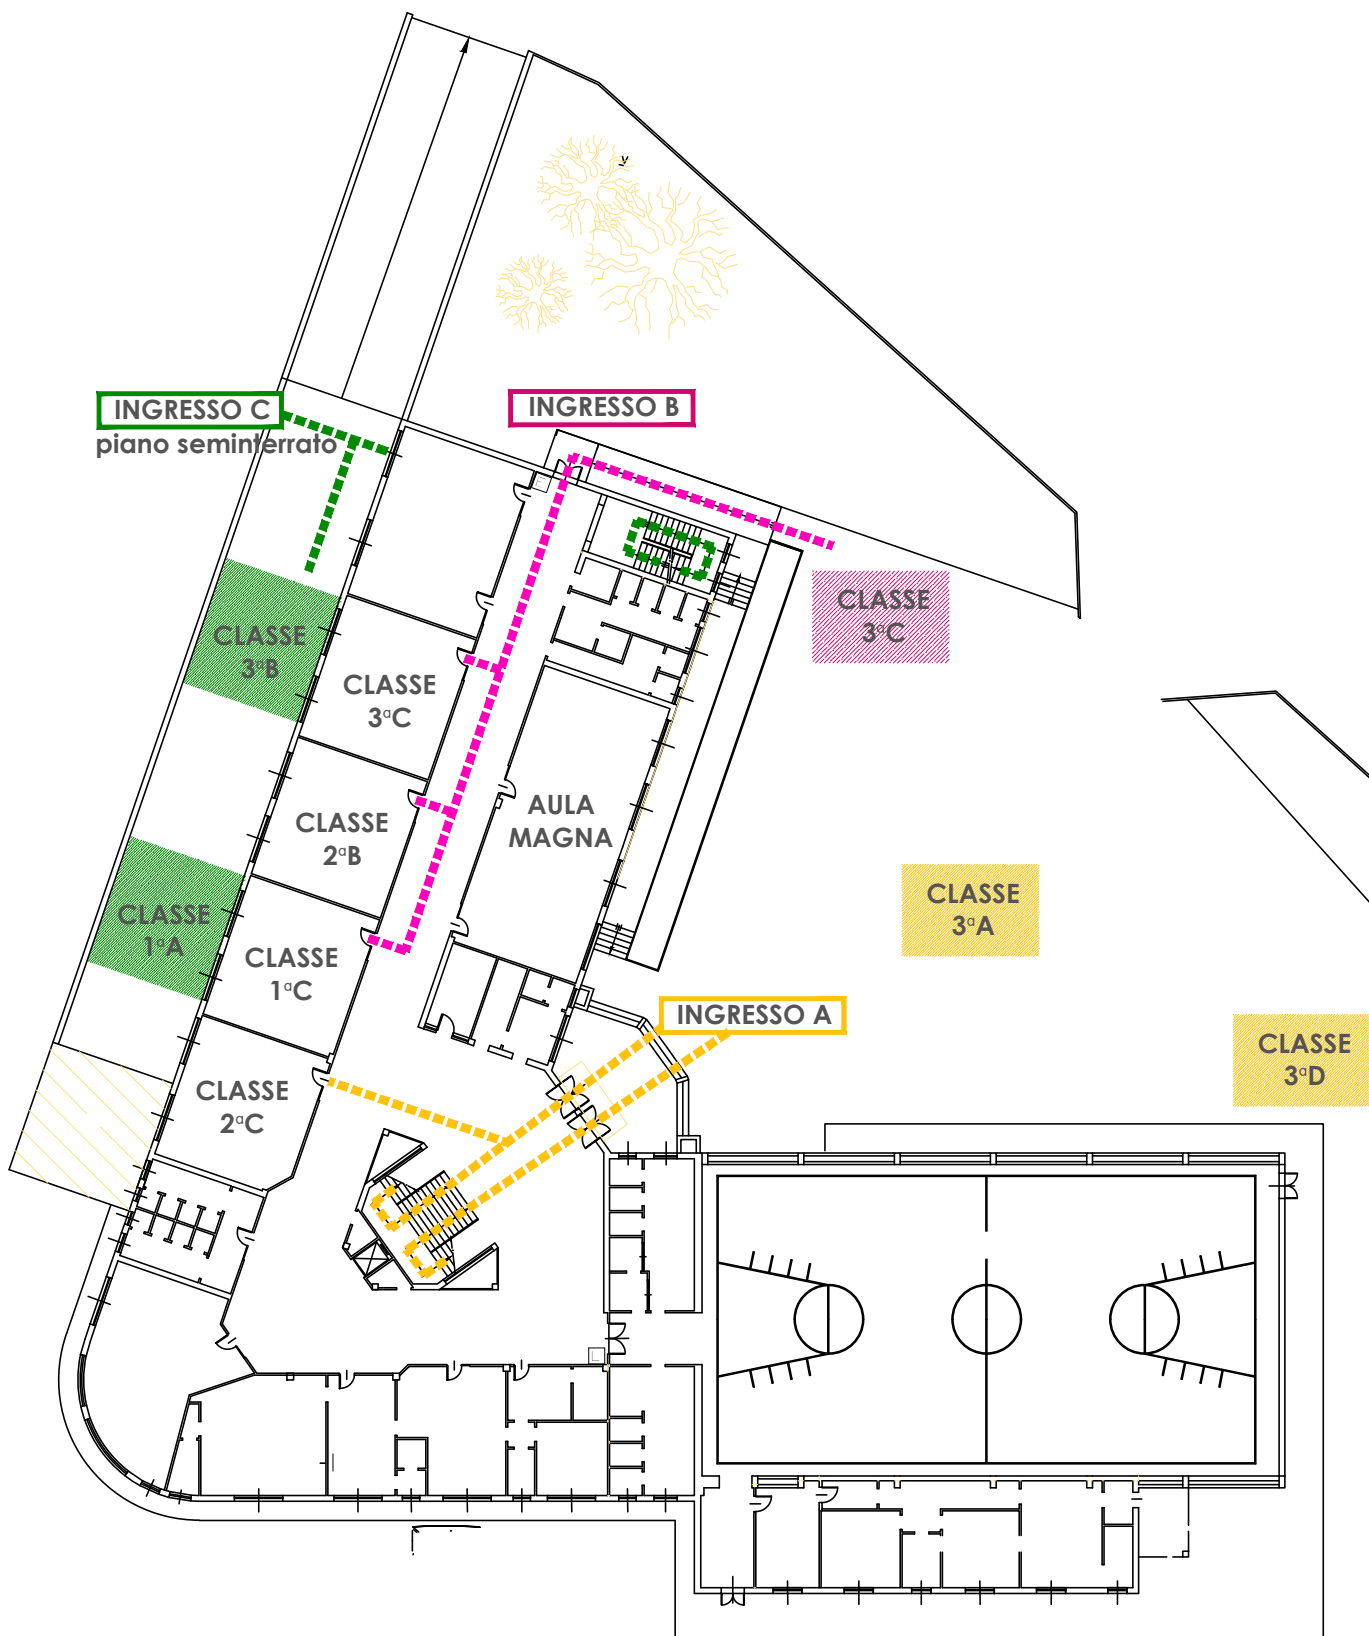 INGRESSO C
piano seminterrato
INGRESSO B
CLASSE
3ªC
CLASSE
3ªB
CLASSE
3ªC
CLASSE
2ªB
AULA
MAGNA
CLASSE
3ªA
CLASSE
1ªA
CLASSE
1ªC
INGRESSO A
CLASSE
3ªD
CLASSE
2ªC